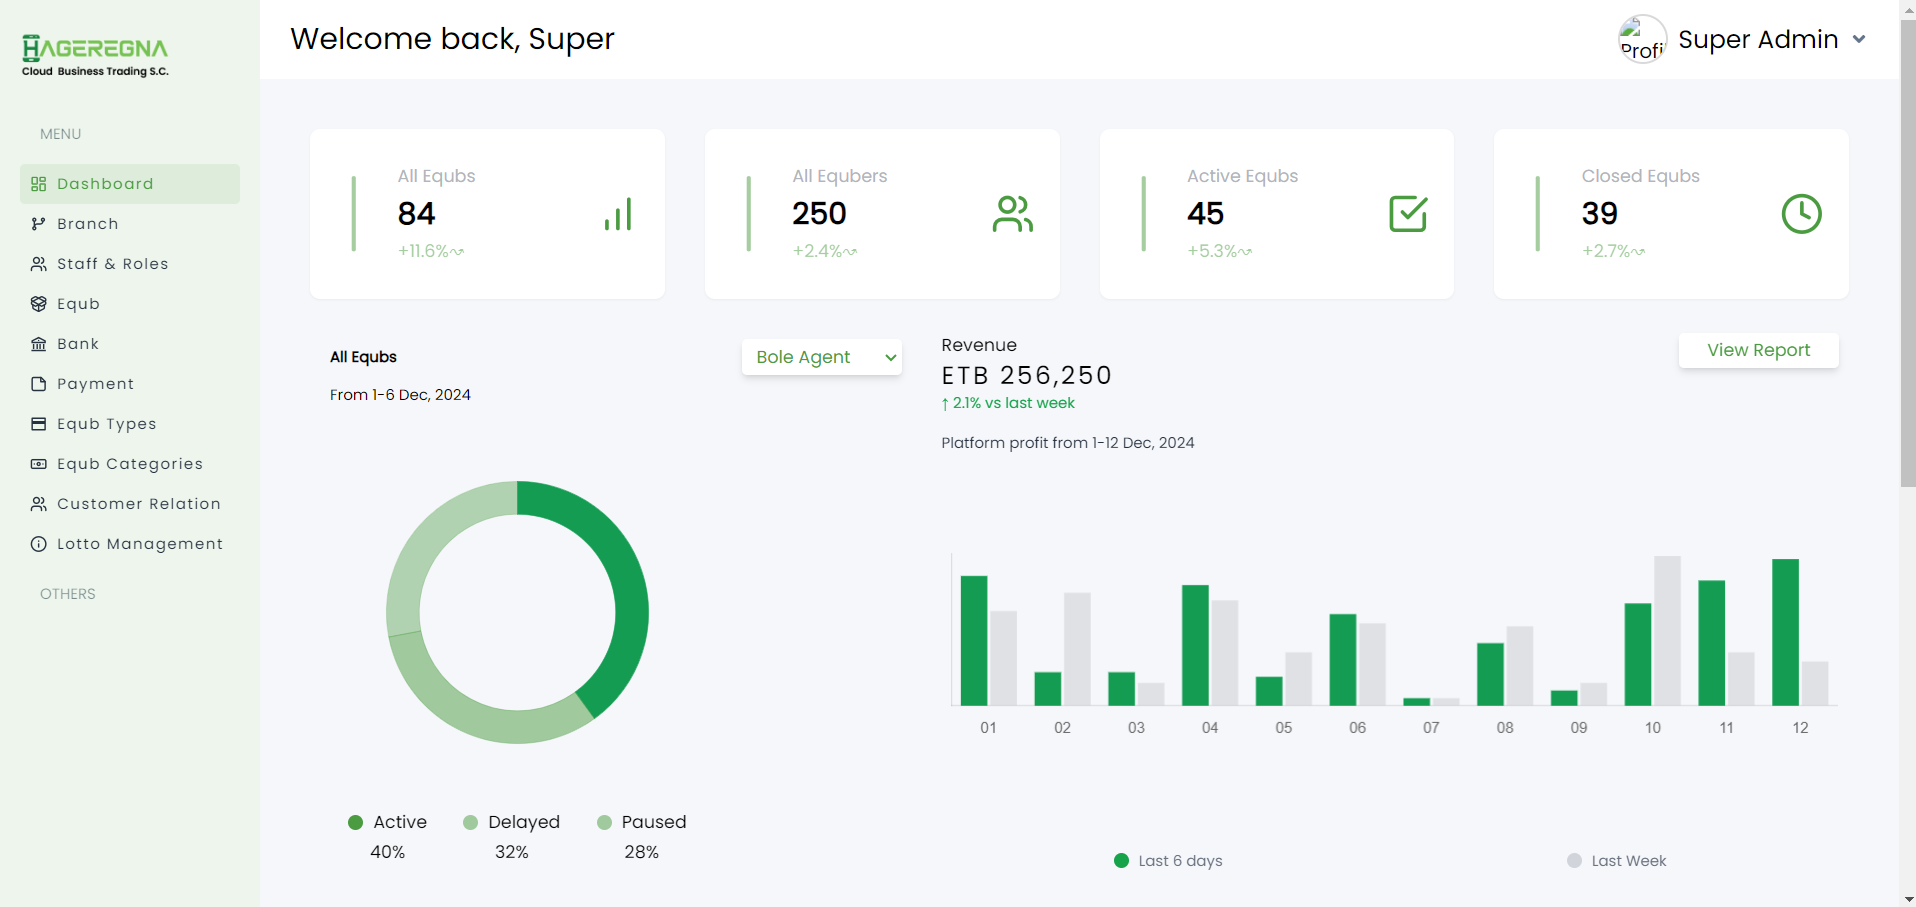 HAGEREGNA
Cloud Business Trading S.C.
Welcome back, Super
Profi
Super Admin
MENU
Dashboard
Branch
Staff & Roles
Equb
Bank
Payment
Equb Types
Equb Categories
Customer Relation
Lotto Management
OTHERS
All Equbs
84
+11.6%
All Equbers
250
+2.4%
Active Equbs
45
+5.3%
Closed Equbs
39
+2.7%
All Equbs
Bole Agent
From 1-6 Dec, 2024
Active
40%
Delayed
32%
Paused
28%
Revenue
ETB 256,250
↑ 2.1% vs last week
Platform profit from 1-12 Dec, 2024
View Report
01 02 03 04 05 06 07 08 09 10 11 12
Last 6 days
Last Week